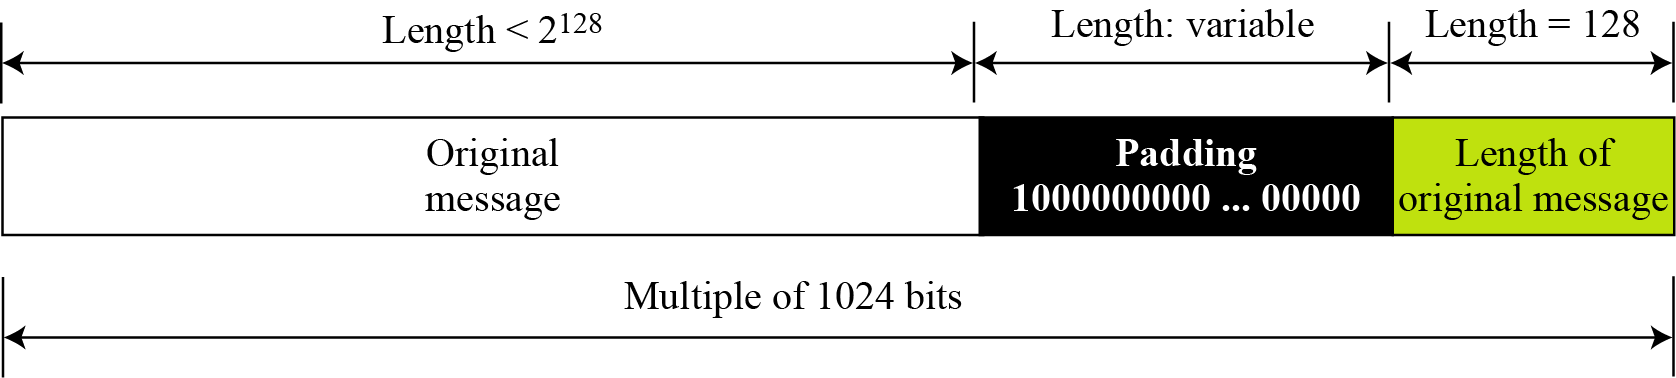 Length < 2¹²⁸
Length: variable
Length = 128
Original
message
Padding
1000000000 ... 00000
Length of
original message
Multiple of 1024 bits